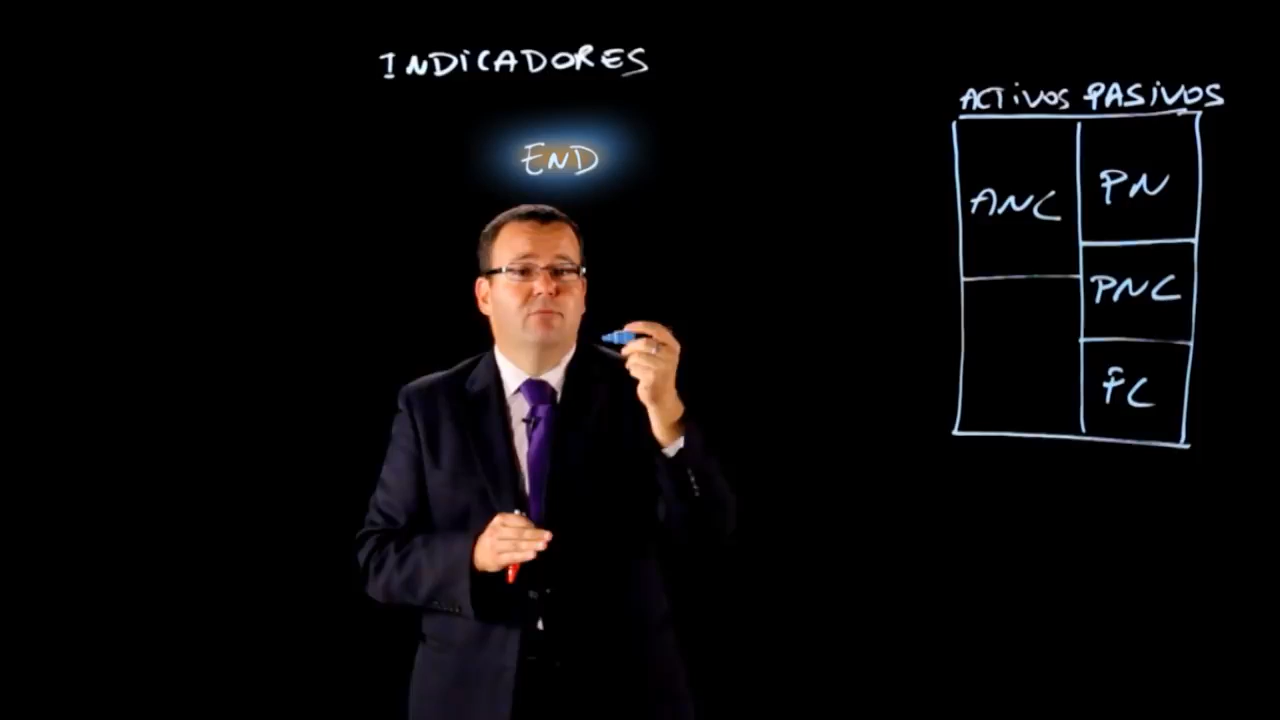 INDICADORES
END
ACTIVOS PASIVOS
ANC
PN
PNC
PC